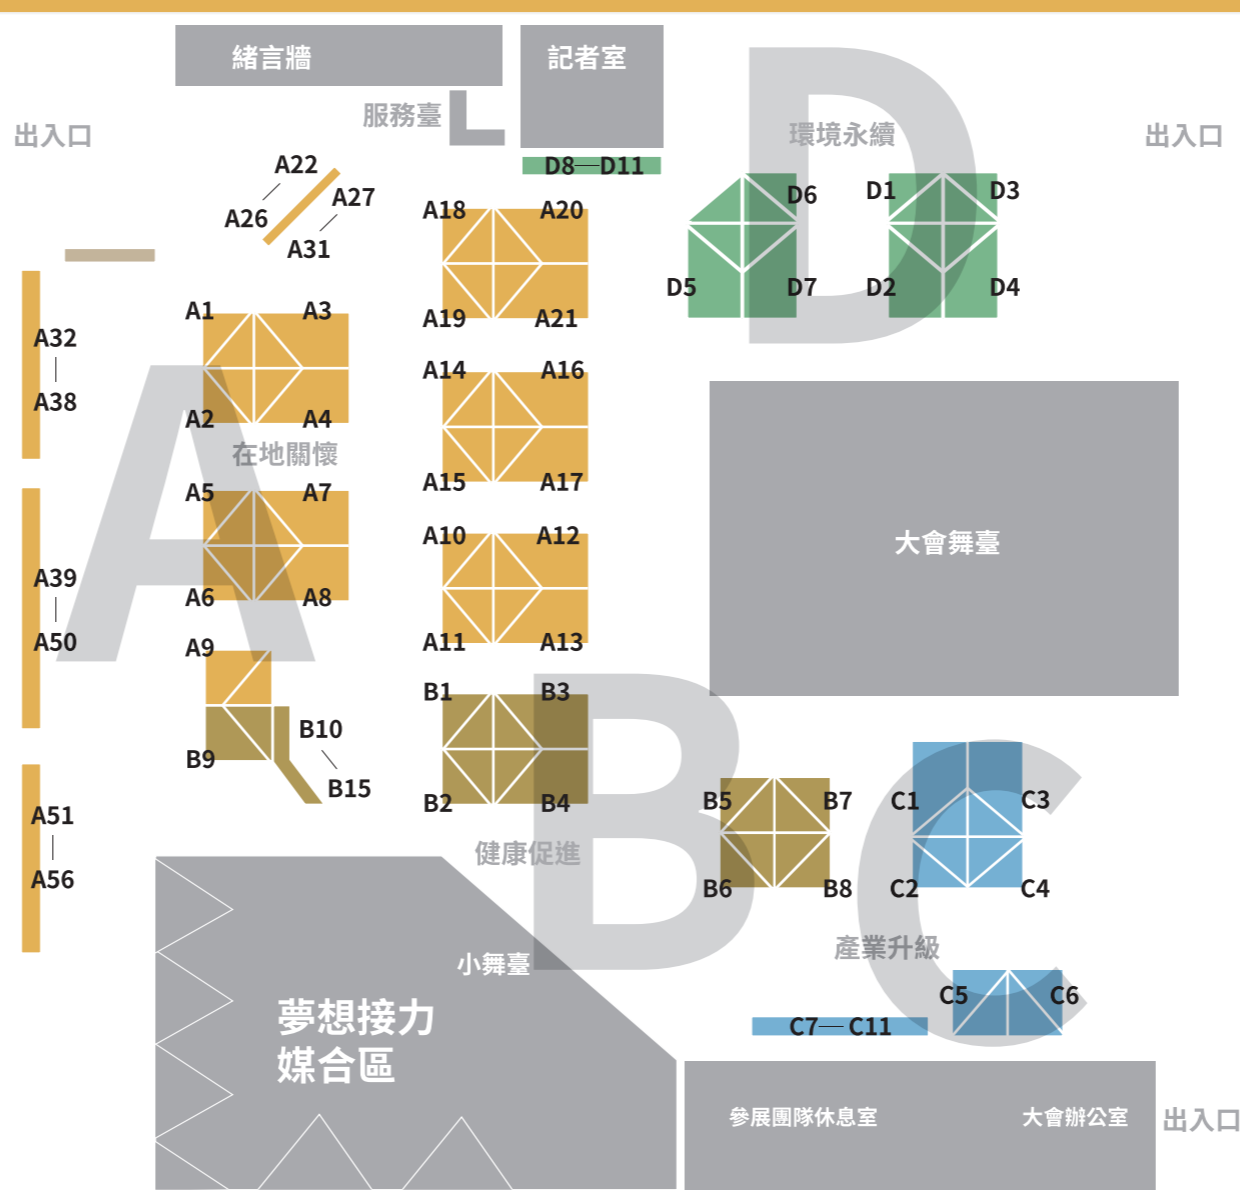 緒言牆
記者室
服務臺
出入口
環境永續
出入口
D
A22
A26
A27
A31
D8—D11
A18
A20
A19
A21
D6
D5
D7
D1
D3
D2
D4
A32
A38
A1
A3
A2
A4
在地關懷
A
A14
A16
A15
A17
A5
A7
A6
A8
A39
A50
A10
A12
A11
A13
大會舞臺
A9
B9
B10
B15
B1
B3
B2
B4
B
健康促進
B5
B7
B6
B8
C1
C3
C2
C4
C
A51
A56
產業升級
小舞臺
夢想接力
媒合區
C5
C6
C7—C11
參展團隊休息室
大會辦公室
出入口